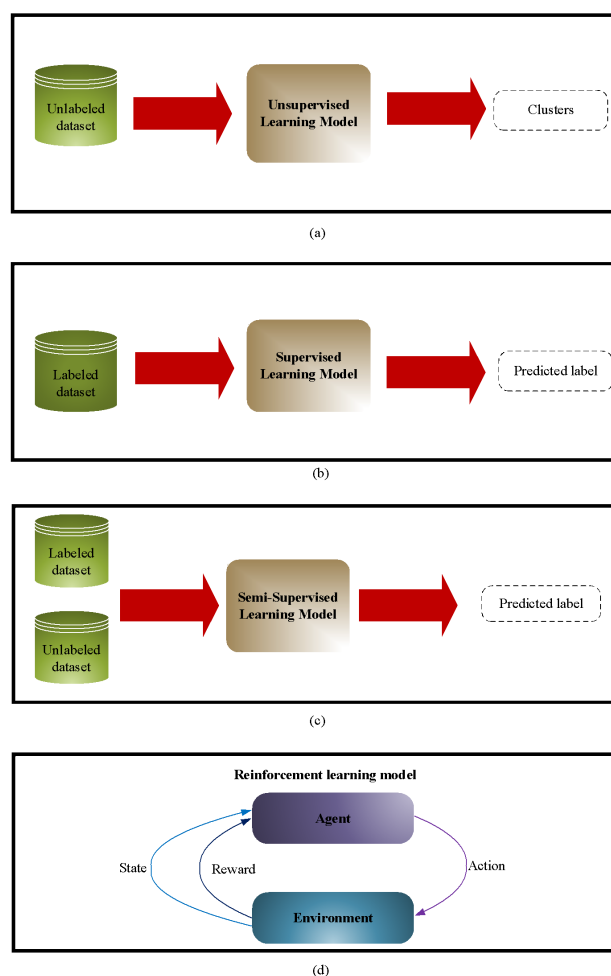 Unlabeled
dataset
Unsupervised
Learning Model
Clusters
(a)
Labeled
dataset
Supervised
Learning Model
Predicted label
(b)
Labeled
dataset
Unlabeled
dataset
Semi-Supervised
Learning Model
Predicted label
(c)
Reinforcement learning model
Agent
State
Reward
Action
Environment
(d)